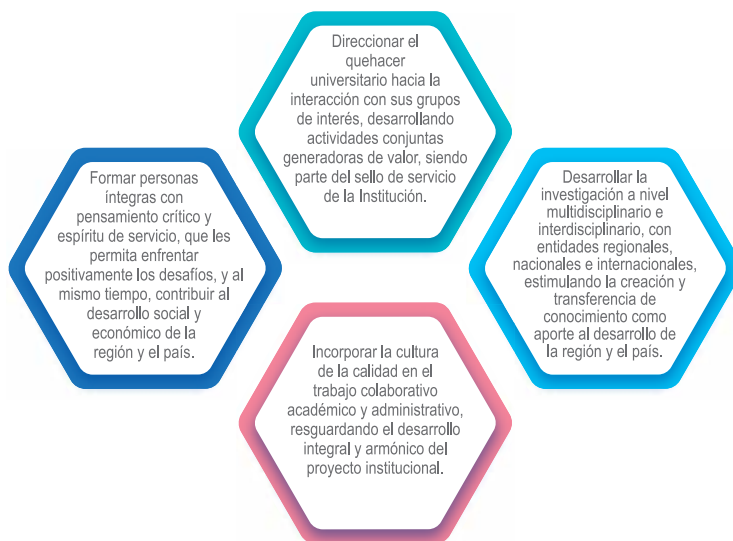 Direccionar el
quehacer
universitario hacia la
interacción con sus grupos
de interés, desarrollando
actividades conjuntas
generadoras de valor, siendo
parte del sello de servicio
de la Institución.
Formar personas
íntegras con
pensamiento crítico y
espíritu de servicio, que les
permita enfrentar
positivamente los desafíos, y al
mismo tiempo, contribuir al
desarrollo social y
económico de la
región y el país.
Desarrollar la
investigación a nivel
multidisciplinario e
interdisciplinario, con
entidades regionales,
nacionales e internacionales,
estimulando la creación y
transferencia de
conocimiento como
aporte al desarrollo de
la región y el país.
Incorporar la cultura
de la calidad en el
trabajo colaborativo
académico y administrativo,
resguardando el desarrollo
integral y armónico del
proyecto institucional.